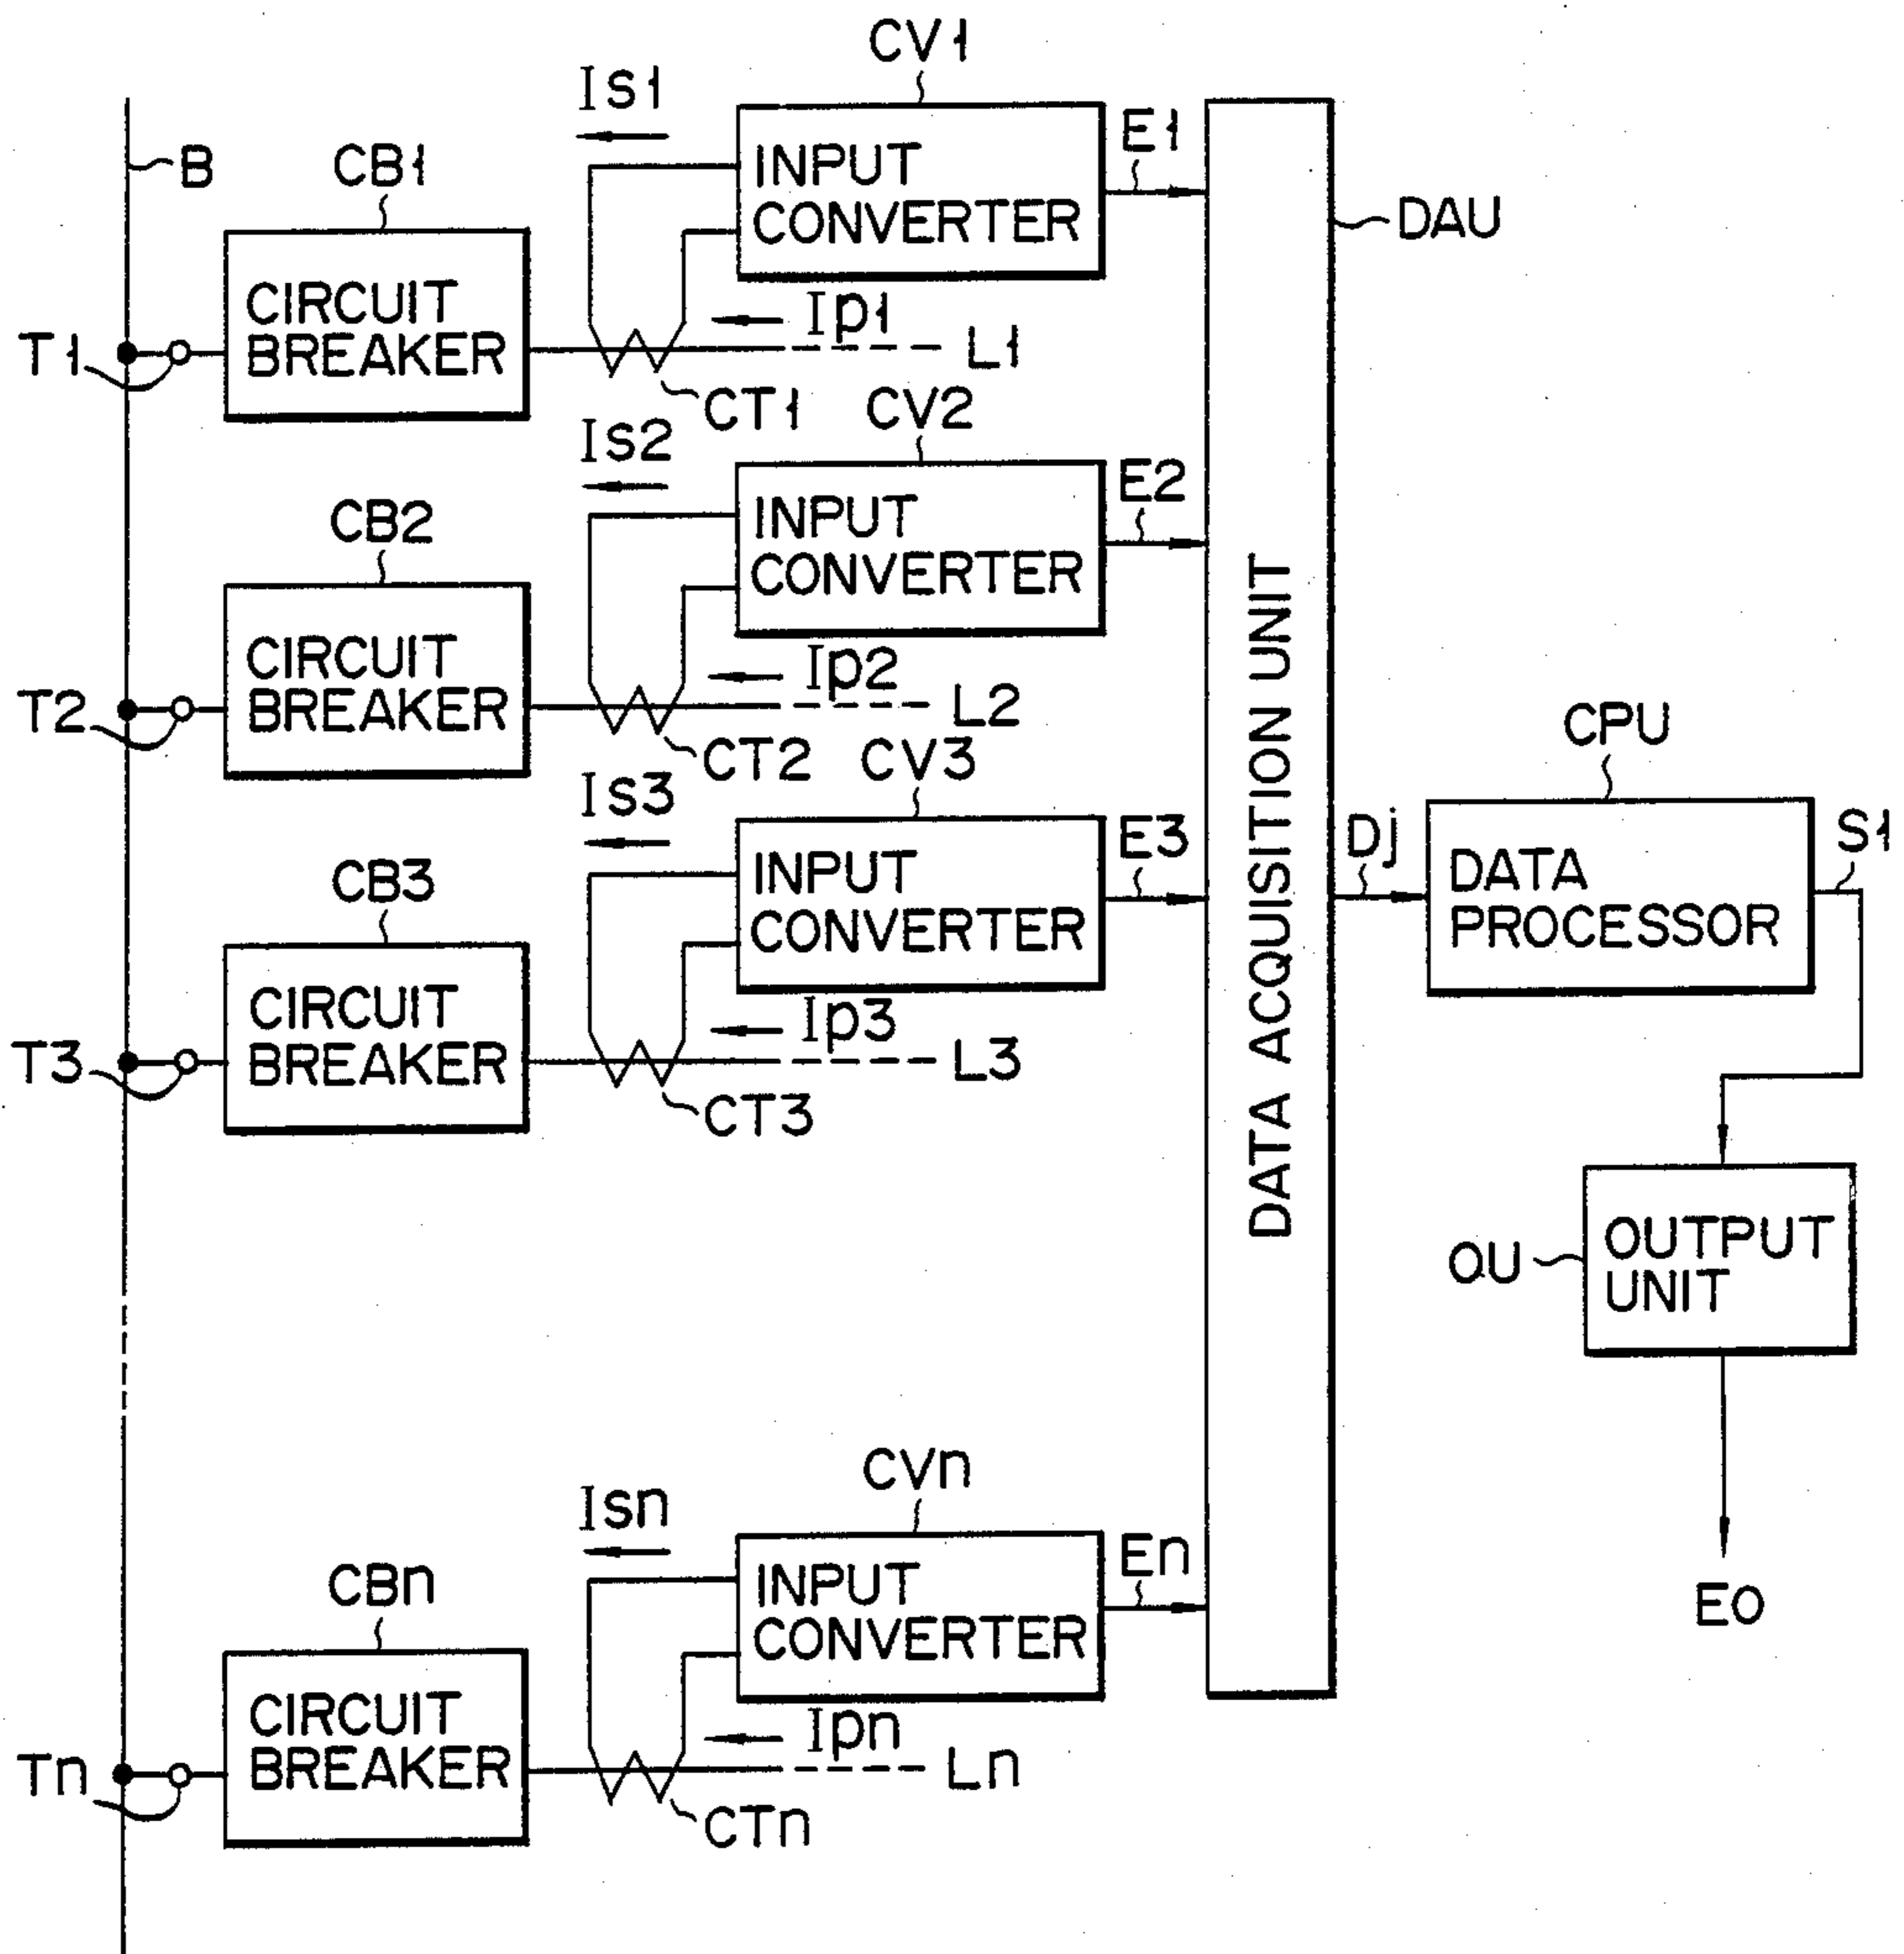 CV1
Is1
INPUT
CONVERTER
E1
B
CB1
DAU
CIRCUIT
BREAKER
T1
Ip1
L1
CT1
CV2
Is2
INPUT
CONVERTER
E2
CB2
CIRCUIT
BREAKER
T2
Ip2
L2
CT2
CV3
Is3
INPUT
CONVERTER
E3
CB3
CIRCUIT
BREAKER
T3
Ip3
L3
CT3
DATA ACQUISITION UNIT
Dj
CPU
DATA
PROCESSOR
S1
OU
OUTPUT
UNIT
EO
CVn
Isn
INPUT
CONVERTER
En
CBn
CIRCUIT
BREAKER
Tn
Ipn
Ln
CTn